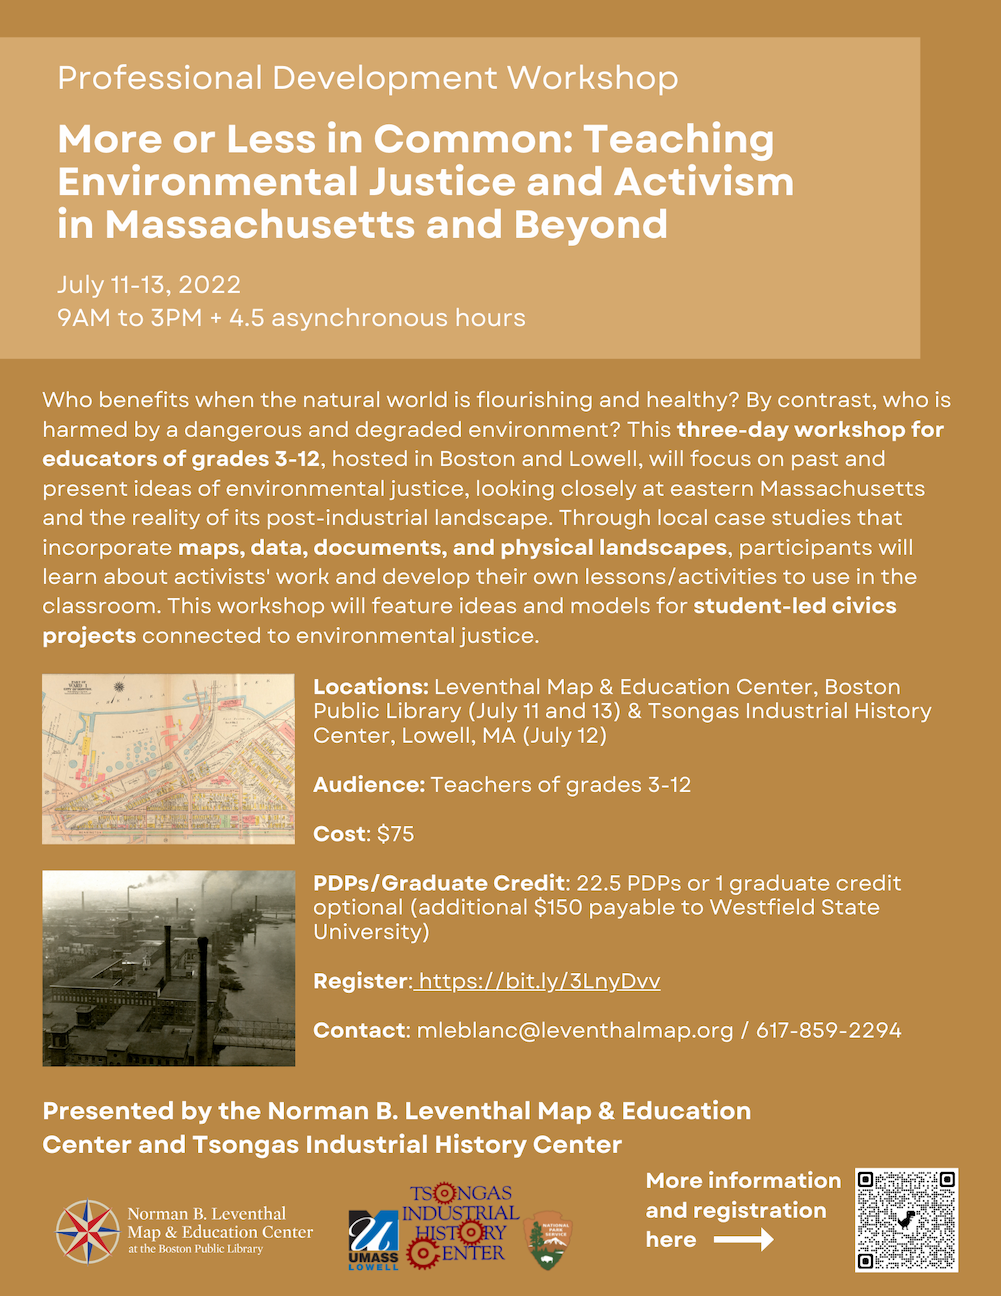 Professional Development Workshop
More or Less in Common: Teaching
Environmental Justice and Activism
in Massachusetts and Beyond
July 11-13, 2022
9AM to 3PM + 4.5 asynchronous hours
Who benefits when the natural world is flourishing and healthy? By contrast, who is
harmed by a dangerous and degraded environment? This three-day workshop for
educators of grades 3-12, hosted in Boston and Lowell, will focus on past and
present ideas of environmental justice, looking closely at eastern Massachusetts
and the reality of its post-industrial landscape. Through local case studies that
incorporate maps, data, documents, and physical landscapes, participants will
learn about activists' work and develop their own lessons/activities to use in the
classroom. This workshop will feature ideas and models for student-led civics
projects connected to environmental justice.
Locations: Leventhal Map & Education Center, Boston
Public Library (July 11 and 13) & Tsongas Industrial History
Center, Lowell, MA (July 12)
Audience: Teachers of grades 3-12
Cost: $75
PDPs/Graduate Credit: 22.5 PDPs or 1 graduate credit
optional (additional $150 payable to Westfield State
University)
Register: https://bit.ly/3LnyDvv
Contact: mleblanc@leventhalmap.org / 617-859-2294
Presented by the Norman B. Leventhal Map & Education
Center and Tsongas Industrial History Center
More information
and registration
here
Norman B. Leventhal
Map & Education Center
at the Boston Public Library
UMASS
LOWELL
TSONGAS
INDUSTRIAL
HISTORY
CENTER
NATIONAL
PARK
SERVICE